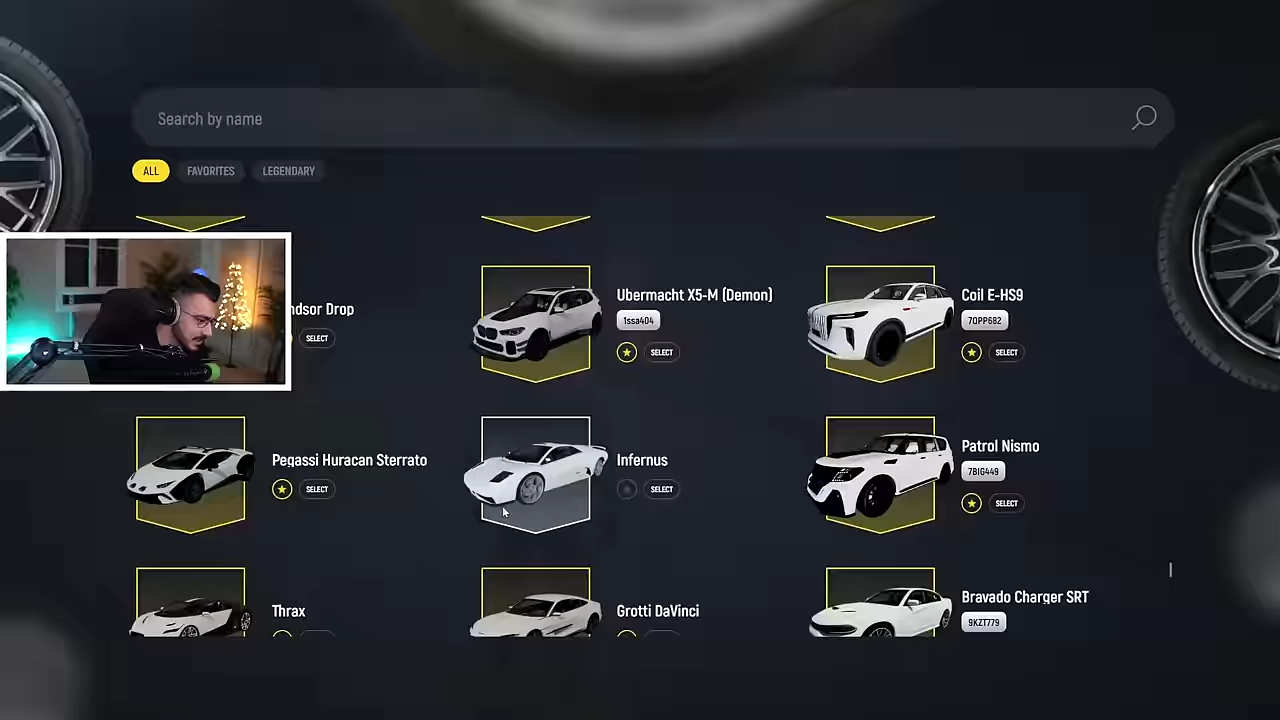 Search by name
ALL
FAVORITES
LEGENDARY
ndsor Drop
SELECT
Ubermacht X5-M (Demon)
1ssa404
SELECT
Coil E-HS9
7OPP682
SELECT
Pegassi Huracan Sterrato
SELECT
Infernus
SELECT
Patrol Nismo
7BIG449
SELECT
Thrax
Grotti DaVinci
Bravado Charger SRT
9KZT779